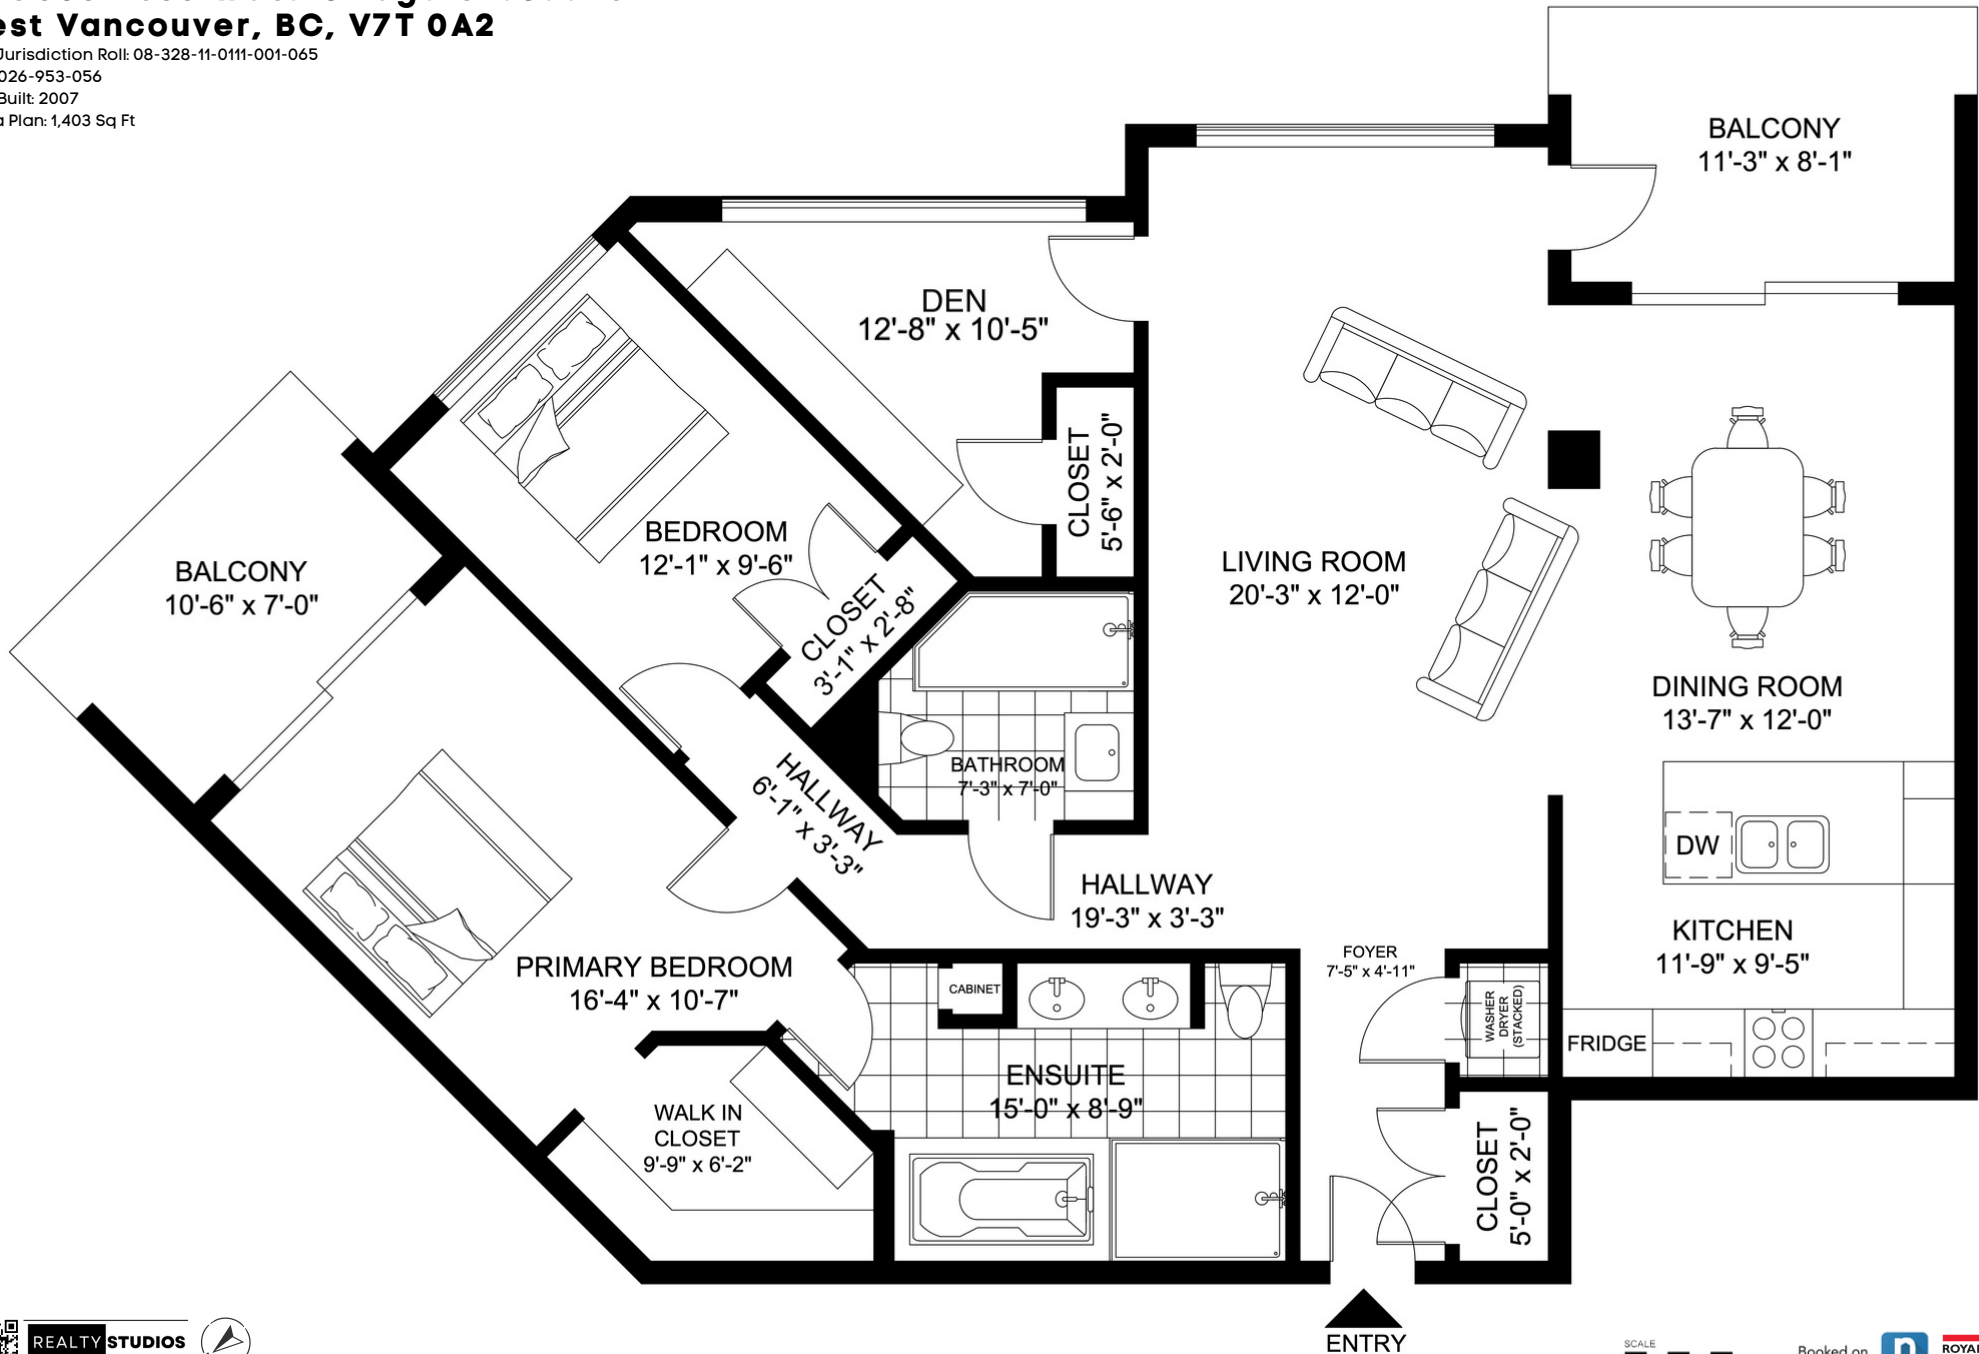 est Vancouver, BC, V7T 0A2
Jurisdiction Roll: 08-328-11-0111-001-065
026-953-056
Built: 2007
Plan: 1,403 Sq Ft
BALCONY
11'-3" x 8'-1"
DEN
12'-8" x 10'-5"
CLOSET
5'-6" x 2'-0"
BEDROOM
12'-1" x 9'-6"
BALCONY
10'-6" x 7'-0"
CLOSET
3'-1" x 2'-8"
LIVING ROOM
20'-3" x 12'-0"
DINING ROOM
13'-7" x 12'-0"
BATHROOM
7'-3" x 7'-0"
HALLWAY
6'-1" x 3'-3"
HALLWAY
19'-3" x 3'-3"
DW
KITCHEN
11'-9" x 9'-5"
FOYER
7'-5" x 4'-11"
PRIMARY BEDROOM
16'-4" x 10'-7"
CABINET
WASHER
DRYER
(STACKED)
FRIDGE
ENSUITE
15'-0" x 8'-9"
WALK IN
CLOSET
9'-9" x 6'-2"
CLOSET
5'-0" x 2'-0"
ENTRY
REALTY STUDIOS
SCALE
Booked on
n
ROYAL